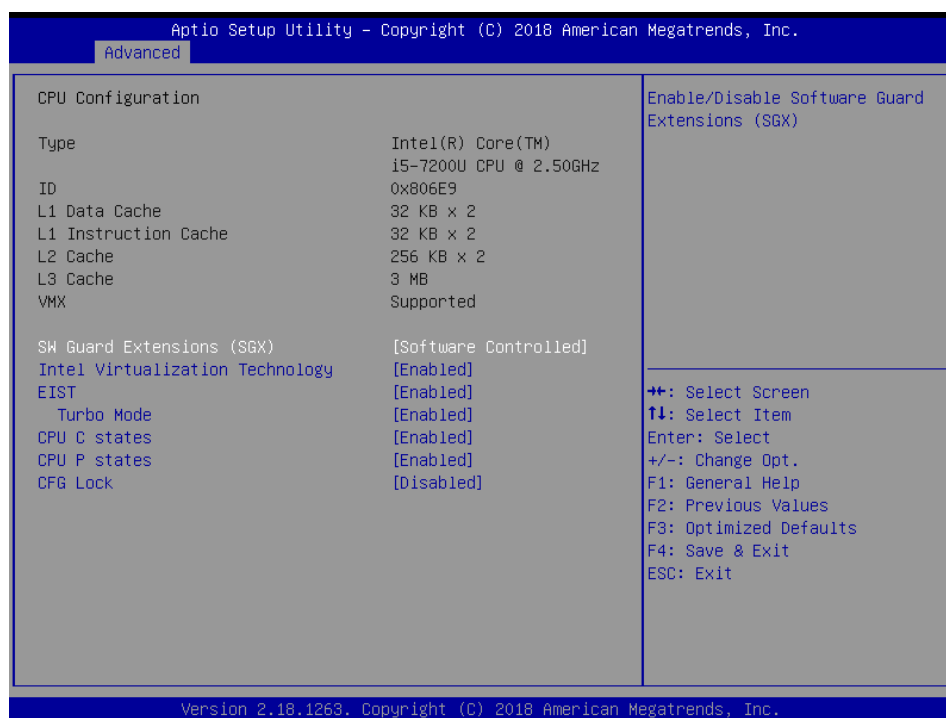 Aptio Setup Utility – Copyright (C) 2018 American Megatrends, Inc.
Advanced
CPU Configuration
Type Intel(R) Core(TM)
i5-7200U CPU @ 2.50GHz
ID 0x806E9
L1 Data Cache 32 KB x 2
L1 Instruction Cache 32 KB x 2
L2 Cache 256 KB x 2
L3 Cache 3 MB
VMX Supported
SW Guard Extensions (SGX) [Software Controlled]
Intel Virtualization Technology [Enabled]
EIST [Enabled]
Turbo Mode [Enabled]
CPU C states [Enabled]
CPU P states [Enabled]
CFG Lock [Disabled]
Enable/Disable Software Guard
Extensions (SGX)
→←: Select Screen
↑↓: Select Item
Enter: Select
+/-: Change Opt.
F1: General Help
F2: Previous Values
F3: Optimized Defaults
F4: Save & Exit
ESC: Exit
Version 2.18.1263. Copyright (C) 2018 American Megatrends, Inc.